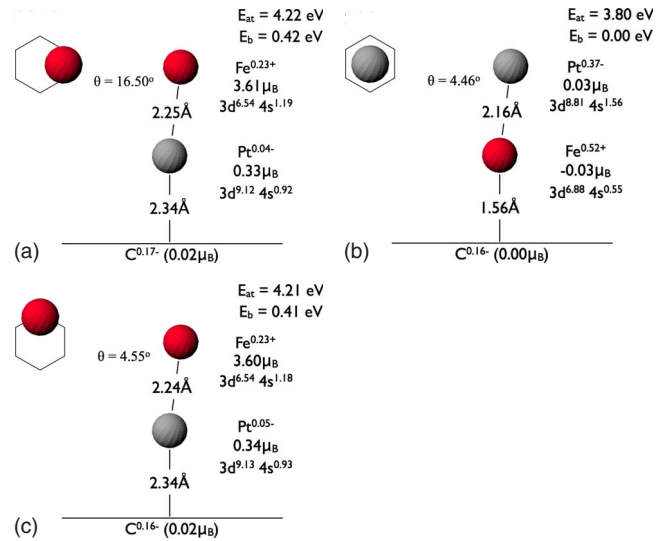 E_at = 4.22 eV
E_b = 0.42 eV
θ = 16.50°
Fe^0.23+
3.61μ_B
3d^6.54 4s^1.19
2.25Å
Pt^0.04-
0.33μ_B
3d^9.12 4s^0.92
2.34Å
(a)
C^0.17- (0.02μ_B)
E_at = 3.80 eV
E_b = 0.00 eV
θ = 4.46°
Pt^0.37-
0.03μ_B
3d^8.81 4s^1.56
2.16Å
Fe^0.52+
-0.03μ_B
3d^6.88 4s^0.55
1.56Å
(b)
C^0.16- (0.00μ_B)
E_at = 4.21 eV
E_b = 0.41 eV
θ = 4.55°
Fe^0.23+
3.60μ_B
3d^6.54 4s^1.18
2.24Å
Pt^0.05-
0.34μ_B
3d^9.13 4s^0.93
2.34Å
(c)
C^0.16- (0.02μ_B)